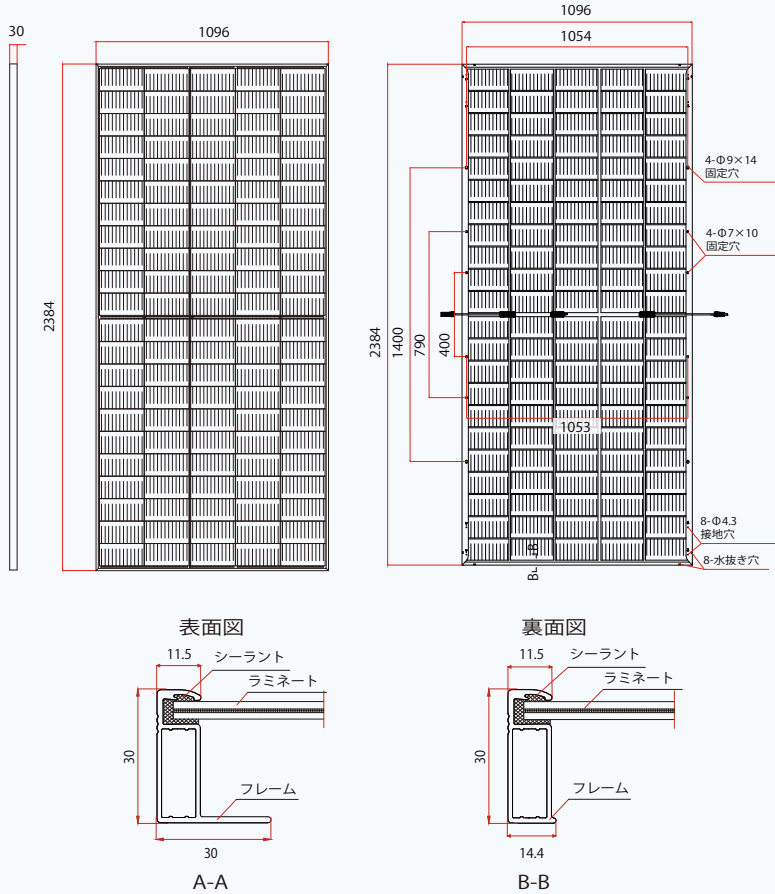 30
1096
2384
1096
1054
4-Φ9×14
固定穴
4-Φ7×10
固定穴
2384
1400
790
400
1053
8-Φ4.3
接地穴
8-水抜き穴
B
B
表面図
裏面図
11.5
シーラント
ラミネート
30
フレーム
30
A-A
11.5
シーラント
ラミネート
30
フレーム
14.4
B-B